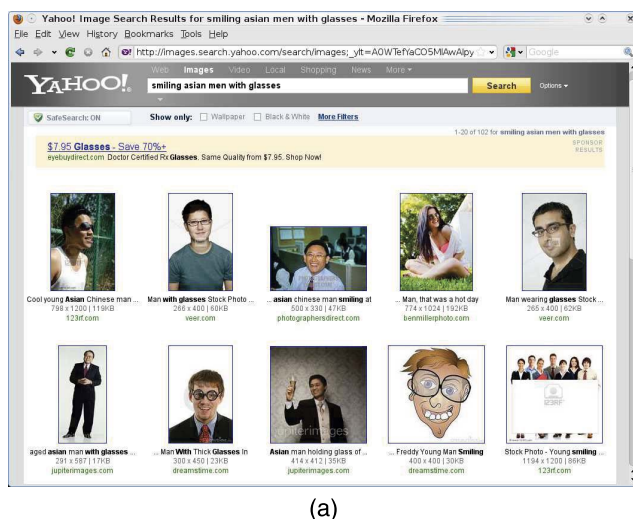 Yahoo! Image Search Results for smiling asian men with glasses - Mozilla Firefox
File Edit View History Bookmarks Tools Help
http://images.search.yahoo.com/search/images;_ylt=A0WTefYaCO5MlAwAlpy Google
Web Images Video Local Shopping News More
YAHOO! smiling asian men with glasses Search Options
SafeSearch: ON Show only: Wallpaper Black & White More Filters
1-20 of 102 for smiling asian men with glasses
$7.95 Glasses - Save 70%+ SPONSOR
eyebuydirect.com Doctor Certified Rx Glasses. Same Quality from $7.95. Shop Now! RESULTS
Cool young Asian Chinese man ... Man with glasses Stock Photo ... ... asian chinese man smiling at ... Man, that was a hot day Man wearing glasses Stock ...
798 x 1200 | 119KB 266 x 400 | 60KB 500 x 330 | 47KB 774 x 1024 | 192KB 265 x 400 | 62KB
123rf.com veer.com photographersdirect.com benmillerphoto.com veer.com
123RF
jupiterimages
aged asian man with glasses ... ... Man With Thick Glasses In Asian man holding glass of ... ... Freddy Young Man Smiling Stock Photo - Young smiling ...
291 x 587 | 17KB 300 x 450 | 23KB 414 x 412 | 35KB 400 x 400 | 30KB 1194 x 1200 | 86KB
jupiterimages.com dreamstime.com jupiterimages.com dreamstime.com 123rf.com
(a)